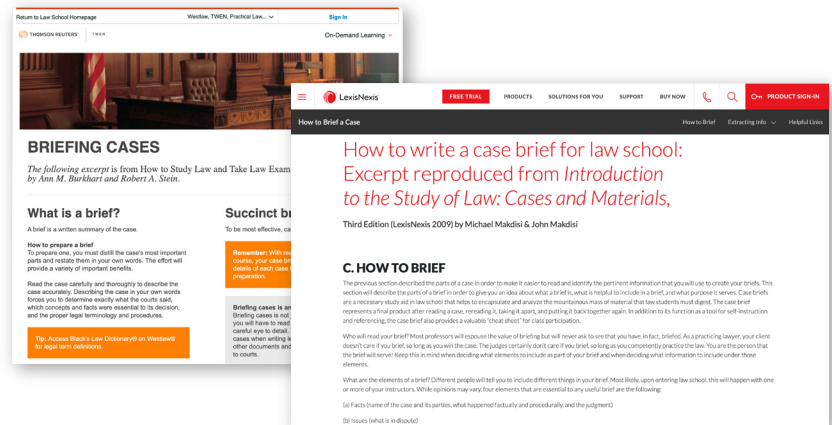 Return to Law School Homepage
Westlaw, TWEN, Practical Law...
Sign In
THOMSON REUTERS
TWEN
On-Demand Learning
BRIEFING CASES
The following excerpt is from How to Study Law and Take Law Exam
by Ann M. Burkhart and Robert A. Stein.
What is a brief?
A brief is a written summary of the case.
How to prepare a brief
To prepare one, you must distill the case's most important
parts and restate them in your own words. The effort will
provide a variety of important benefits.
Read the case carefully and thoroughly to describe the
case accurately. Describing the case in your own words
forces you to determine exactly what the courts said,
which concepts and facts were essential to its decision,
and the proper legal terminology and procedures.
Tip: Access Black's Law Dictionary® on Westlaw®
for legal term definitions.
Succinct br
To be most effective, ca
Remember: With re
course, your case br
details of each case
preparation.
Briefing cases is an
Briefing cases is not
you will have to read
careful eye to detail.
cases when writing le
other documents and
to courts.
LexisNexis
FREE TRIAL
PRODUCTS
SOLUTIONS FOR YOU
SUPPORT
BUY NOW
PRODUCT SIGN-IN
How to Brief a Case
How to Brief
Extracting Info
Helpful Links
How to write a case brief for law school:
Excerpt reproduced from Introduction
to the Study of Law: Cases and Materials,
Third Edition (LexisNexis 2009) by Michael Makdisi & John Makdisi
C. HOW TO BRIEF
The previous section described the parts of a case in order to make it easier to read and identify the pertinent information that you will use to create your briefs. This
section will describe the parts of a brief in order to give you an idea about what a brief is, what is helpful to include in a brief, and what purpose it serves. Case briefs
are a necessary study aid in law school that helps to encapsulate and analyze the mountainous mass of material that law students must digest. The case brief
represents a final product after reading a case, rereading it, taking it apart, and putting it back together again. In addition to its function as a tool for self-instruction
and referencing, the case brief also provides a valuable "cheat sheet" for class participation.
Who will read your brief? Most professors will espouse the value of briefing but will never ask to see that you have, in fact, briefed. As a practicing lawyer, your client
doesn't care if you brief, so long as you win the case. The judges certainly don't care if you brief, so long as you competently practice the law. You are the person that
the brief will serve! Keep this in mind when deciding what elements to include as part of your brief and when deciding what information to include under those
elements.
What are the elements of a brief? Different people will tell you to include different things in your brief. Most likely, upon entering law school, this will happen with one
or more of your instructors. While opinions may vary, four elements that are essential to any useful brief are the following:
(a) Facts (name of the case and its parties, what happened factually and procedurally, and the judgment)
(b) Issues (what is in dispute)